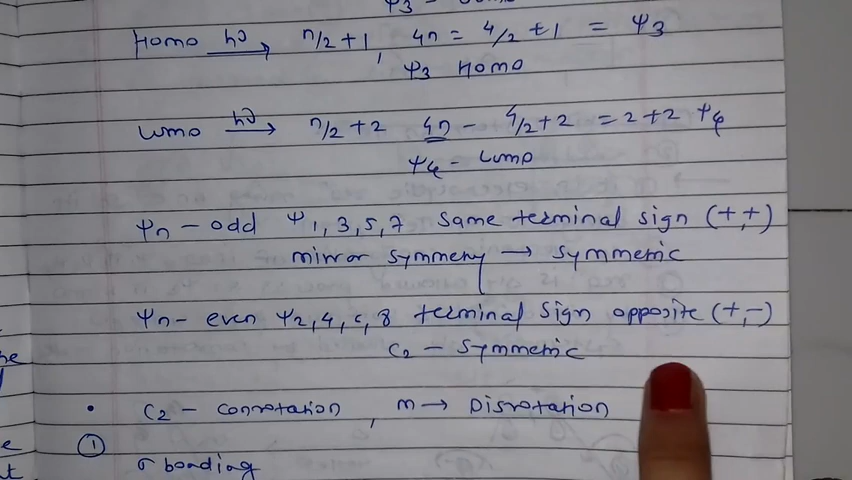 Homo hν→ n/2 + 1, 4n = 4/2 + 1 = Ψ3
Ψ3 Homo
Lumo hν→ n/2 + 2 4n - 4/2 + 2 = 2 + 2 Ψ4
Ψ4 - Lumo
Ψn - odd Ψ1, 3, 5, 7 Same terminal sign (+,+)
mirror symmery → symmetric
Ψn - even Ψ2, 4, 6, 8 terminal Sign opposite (+,-)
C2 - Symmetric
• C2 - Conrotation, m → Disrotation
① σ bonding